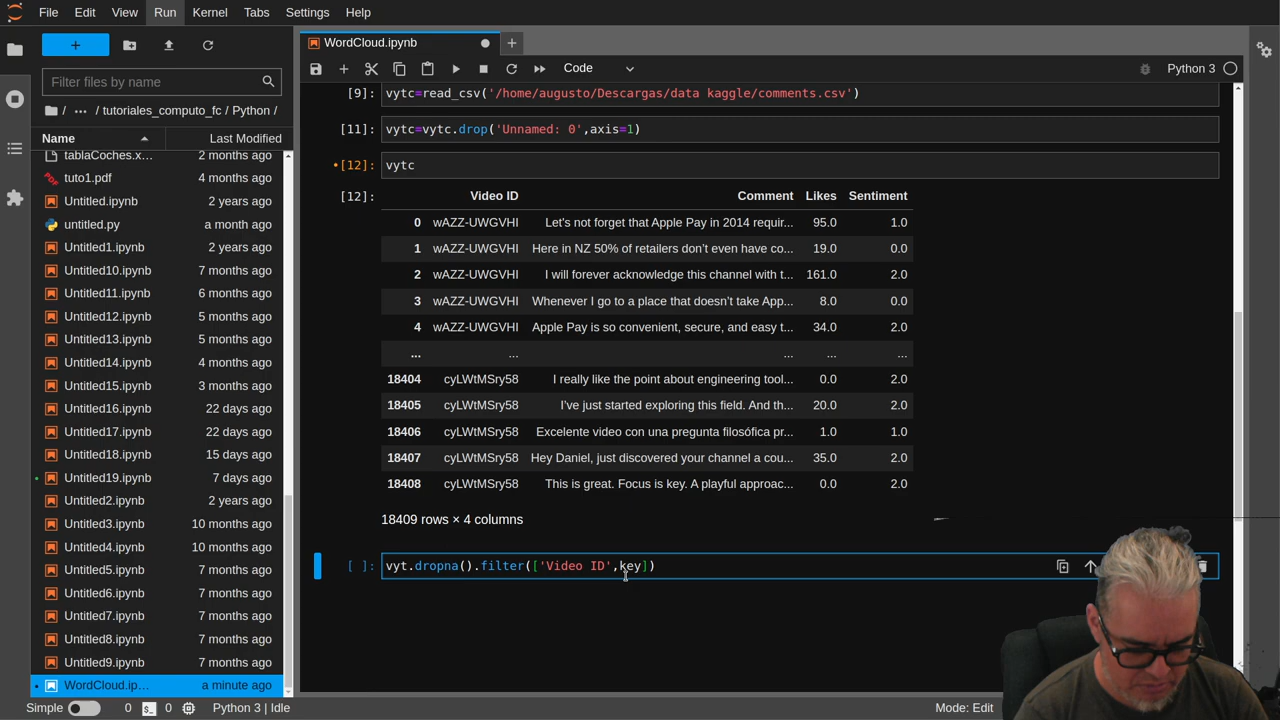 File Edit View Run Kernel Tabs Settings Help
WordCloud.ipynb
Filter files by name
Code
Python 3
/ ··· / tutoriales_computo_fc / Python /
[9]: vytc=read_csv('/home/augusto/Descargas/data kaggle/comments.csv')
Name Last Modified
[11]: vytc=vytc.drop('Unnamed: 0',axis=1)
tablaCoches.x… 2 months ago
[12]: vytc
tuto1.pdf 4 months ago
Untitled.ipynb 2 years ago
untitled.py a month ago
Untitled1.ipynb 2 years ago
Untitled10.ipynb 7 months ago
Untitled11.ipynb 6 months ago
Untitled12.ipynb 5 months ago
Untitled13.ipynb 5 months ago
Untitled14.ipynb 4 months ago
Untitled15.ipynb 3 months ago
Untitled16.ipynb 22 days ago
Untitled17.ipynb 22 days ago
Untitled18.ipynb 15 days ago
Untitled19.ipynb 7 days ago
Untitled2.ipynb 2 years ago
Untitled3.ipynb 10 months ago
Untitled4.ipynb 10 months ago
Untitled5.ipynb 7 months ago
Untitled6.ipynb 7 months ago
Untitled7.ipynb 8 months ago
Untitled8.ipynb 7 months ago
Untitled9.ipynb 7 months ago
WordCloud.ip… a minute ago
[12]: Video ID Comment Likes Sentiment
0 wAZZ-UWGVHI Let's not forget that Apple Pay in 2014 requir... 95.0 1.0
1 wAZZ-UWGVHI Here in NZ 50% of retailers don’t even have co... 19.0 0.0
2 wAZZ-UWGVHI I will forever acknowledge this channel with t... 161.0 2.0
3 wAZZ-UWGVHI Whenever I go to a place that doesn’t take App... 8.0 0.0
4 wAZZ-UWGVHI Apple Pay is so convenient, secure, and easy t... 34.0 2.0
... ... ... ... ...
18404 cyLWtMSry58 I really like the point about engineering tool... 0.0 2.0
18405 cyLWtMSry58 I’ve just started exploring this field. And th... 20.0 2.0
18406 cyLWtMSry58 Excelente video con una pregunta filosófica pr... 1.0 1.0
18407 cyLWtMSry58 Hey Daniel, just discovered your channel a cou... 35.0 2.0
18408 cyLWtMSry58 This is great. Focus is key. A playful approac... 0.0 2.0
18409 rows × 4 columns
[ ]: vyt.dropna().filter(['Video ID',key])
Simple 0 $_ 0 Python 3 | Idle
Mode: Edit